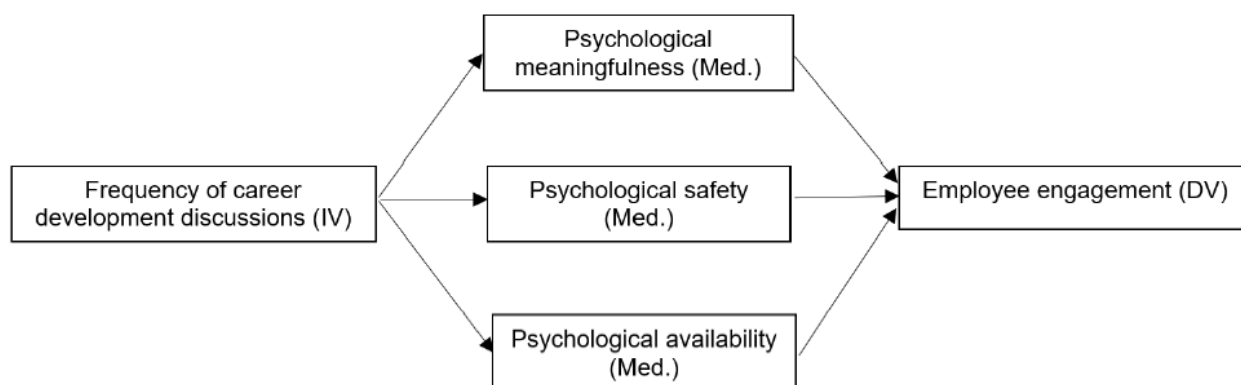 Psychological
meaningfulness (Med.)
Frequency of career
development discussions (IV)
Psychological safety
(Med.)
Employee engagement (DV)
Psychological availability
(Med.)